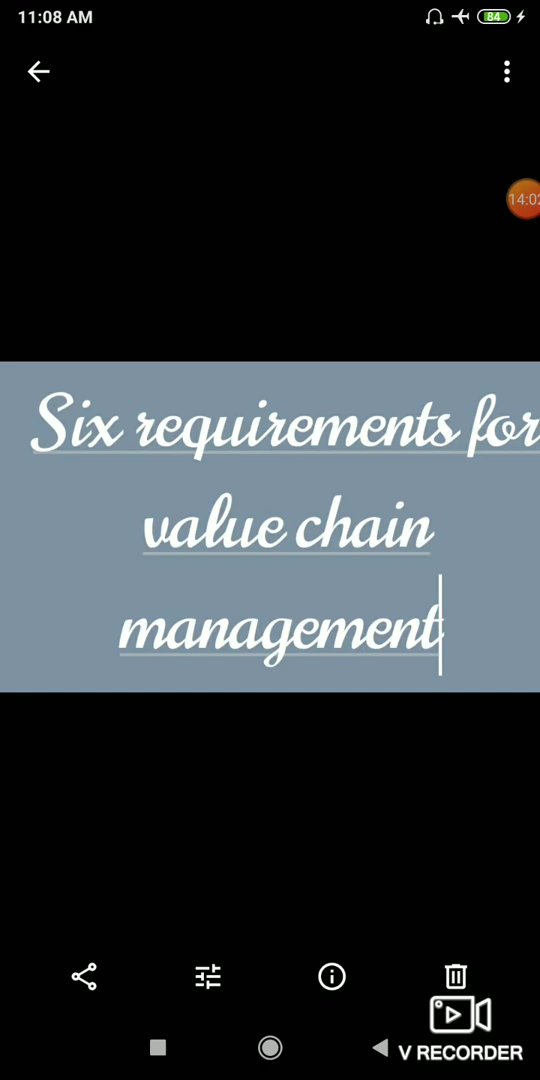 11:08 AM
84
14:02
Six requirements for
value chain
management
V RECORDER